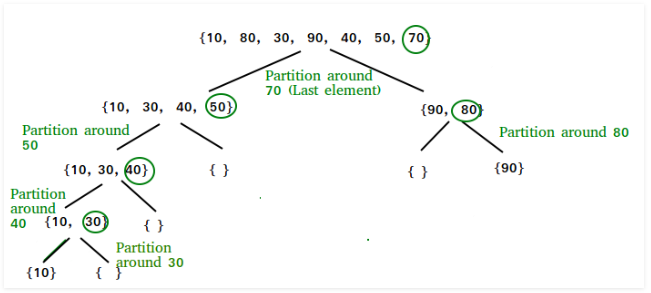 {10, 80, 30, 90, 40, 50, 70}
Partition around
70 (Last element)
{10, 30, 40, 50}
{90, 80}
Partition around
50
Partition around 80
{10, 30, 40}
{ }
{ }
{90}
Partition
around
40
{10, 30}
{ }
Partition
around 30
{10}
{ }